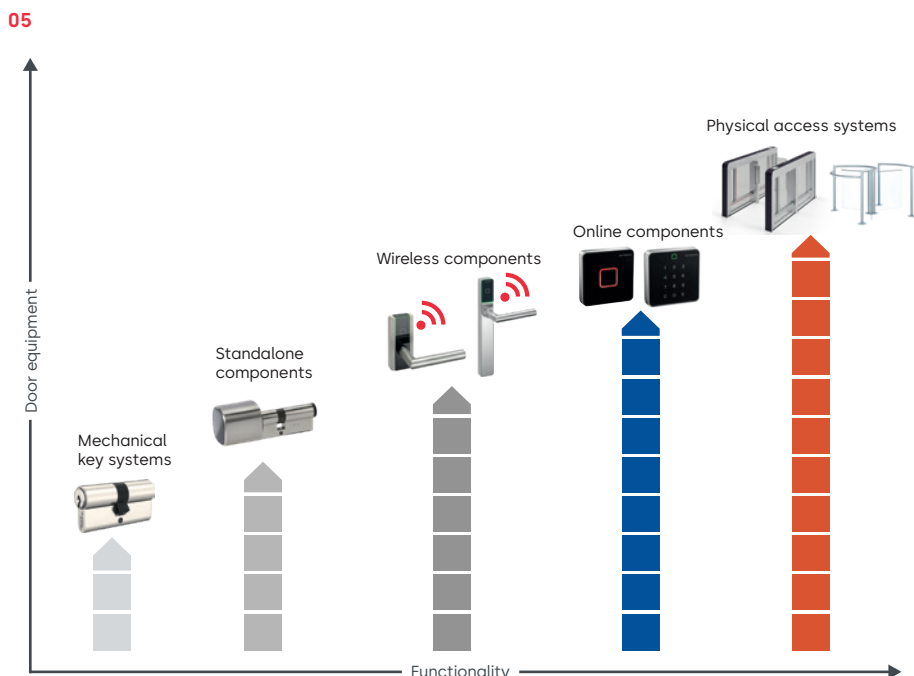 05
Physical access systems
Online components
Wireless components
Standalone
components
Mechanical
key systems
Door equipment
Functionality